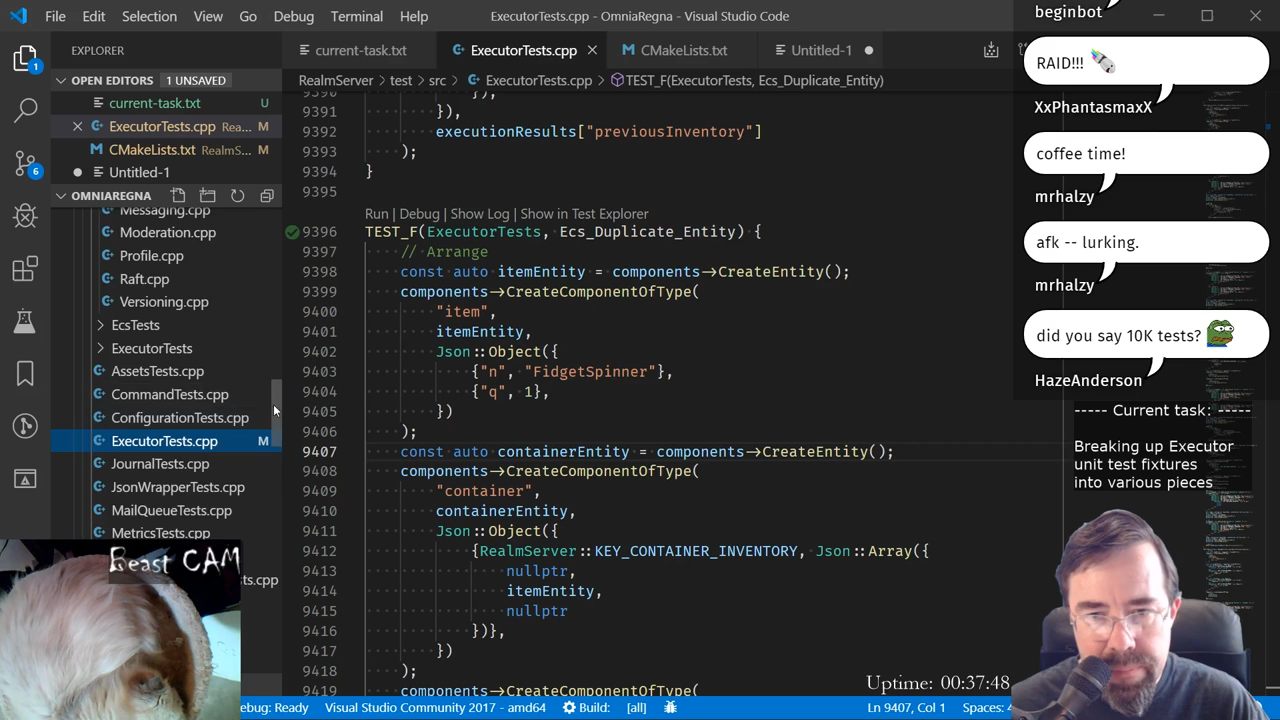 File Edit Selection View Go Debug Terminal Help
ExecutorTests.cpp - OmniaRegna - Visual Studio Code
EXPLORER
OPEN EDITORS 1 UNSAVED
current-task.txt U
ExecutorTests.cpp Rea... M
CMakeLists.txt RealmS... M
Untitled-1
OMNIAREGNA
Messaging.cpp
Moderation.cpp
Profile.cpp
Raft.cpp
Versioning.cpp
EcsTests
ExecutorTests
AssetsTests.cpp
CommandTests.cpp
ConfigurationTests.cpp
ExecutorTests.cpp M
JournalTests.cpp
JsonWrapperTests.cpp
MailQueueTests.cpp
MetricsTests.cpp
ts.cpp
Beast CAM
current-task.txt ExecutorTests.cpp CMakeLists.txt Untitled-1
RealmServer > test > src > ExecutorTests.cpp > TEST_F(ExecutorTests, Ecs_Duplicate_Entity)
9390 });
9391 }),
9392 executionResults["previousInventory"]
9393 );
9394 }
9395
Run | Debug | Show Log | Show in Test Explorer
9396 TEST_F(ExecutorTests, Ecs_Duplicate_Entity) {
9397 // Arrange
9398 const auto itemEntity = components->CreateEntity();
9399 components->CreateComponentOfType(
9400 "item",
9401 itemEntity,
9402 Json::Object({
9403 {"n", "FidgetSpinner"},
9404 {"q", 1},
9405 })
9406 );
9407 const auto containerEntity = components->CreateEntity();
9408 components->CreateComponentOfType(
9409 "container",
9410 containerEntity,
9411 Json::Object({
9412 {RealmServer::KEY_CONTAINER_INVENTORY, Json::Array({
9413 nullptr,
9414 itemEntity,
9415 nullptr
9416 })},
9417 })
9418 );
9419 components->CreateComponentOfType(
beginbot
RAID!!!
XxPhantasmaxX
coffee time!
mrhalzy
afk -- lurking.
mrhalzy
did you say 10K tests?
HazeAnderson
----- Current task: -----
Breaking up Executor
unit test fixtures
into various pieces
Uptime: 00:37:48
Debug: Ready Visual Studio Community 2017 - amd64 Build: [all] Ln 9407, Col 1 Spaces: 4